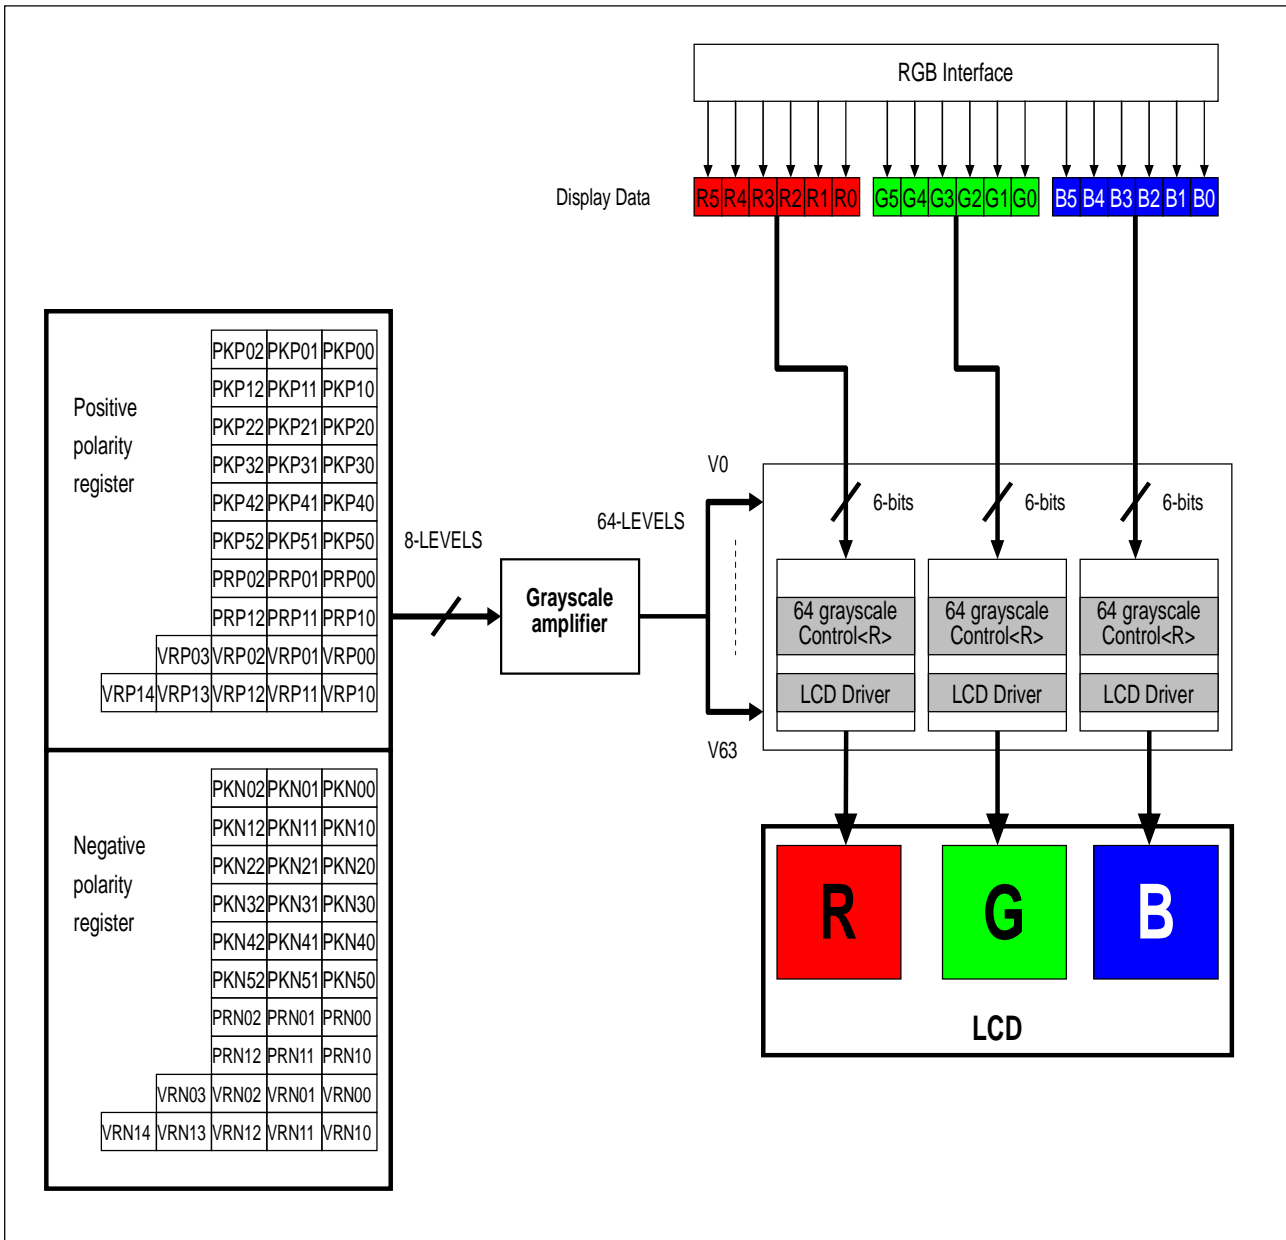 RGB Interface
Display Data
R5 R4 R3 R2 R1 R0 G5 G4 G3 G2 G1 G0 B5 B4 B3 B2 B1 B0
Positive
polarity
register
PKP02 PKP01 PKP00
PKP12 PKP11 PKP10
PKP22 PKP21 PKP20
PKP32 PKP31 PKP30
PKP42 PKP41 PKP40
PKP52 PKP51 PKP50
PRP02 PRP01 PRP00
PRP12 PRP11 PRP10
VRP03 VRP02 VRP01 VRP00
VRP14 VRP13 VRP12 VRP11 VRP10
8-LEVELS
Grayscale
amplifier
64-LEVELS
V0
V63
6-bits 6-bits 6-bits
64 grayscale 64 grayscale 64 grayscale
Control<R> Control<R> Control<R>
LCD Driver LCD Driver LCD Driver
Negative
polarity
register
PKN02 PKN01 PKN00
PKN12 PKN11 PKN10
PKN22 PKN21 PKN20
PKN32 PKN31 PKN30
PKN42 PKN41 PKN40
PKN52 PKN51 PKN50
PRN02 PRN01 PRN00
PRN12 PRN11 PRN10
VRN03 VRN02 VRN01 VRN00
VRN14 VRN13 VRN12 VRN11 VRN10
R G B
LCD